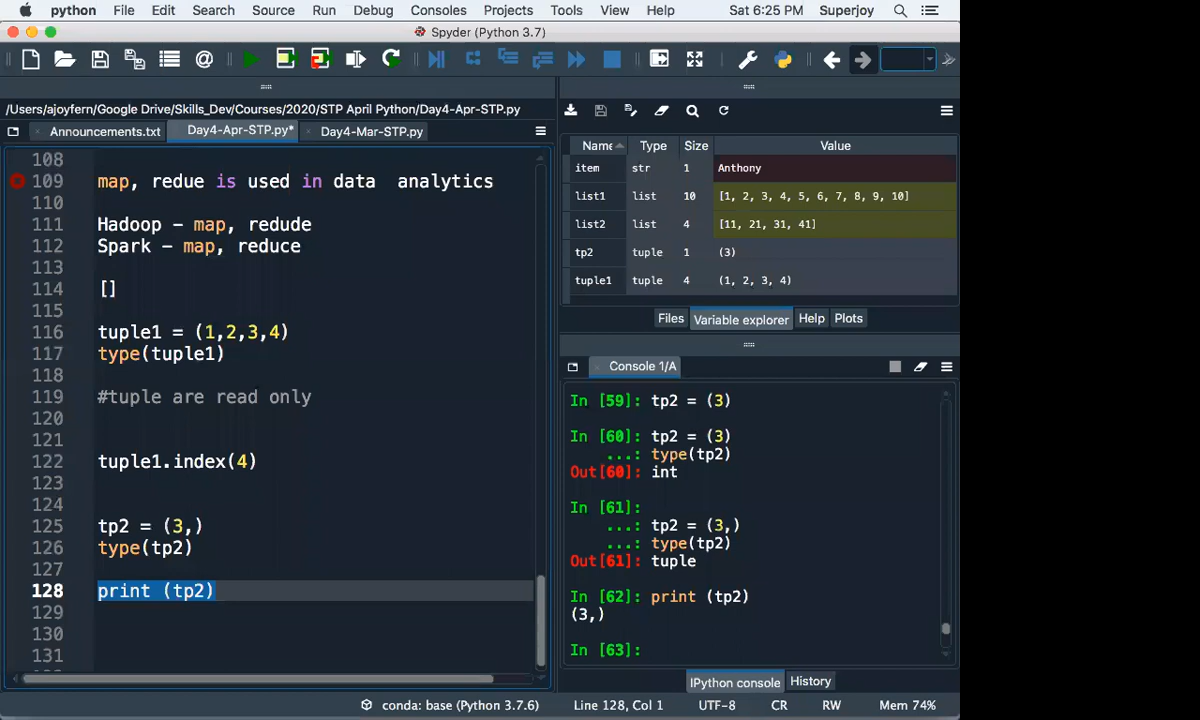 python File Edit Search Source Run Debug Consoles Projects Tools View Help Sat 6:25 PM Superjoy
Spyder (Python 3.7)
/Users/ajoyfern/Google Drive/Skills_Dev/Courses/2020/STP April Python/Day4-Apr-STP.py
Announcements.txt Day4-Apr-STP.py* Day4-Mar-STP.py
108
109 map, redue is used in data  analytics
110
111 Hadoop - map, redude
112 Spark - map, reduce
113
114 []
115
116 tuple1 = (1,2,3,4)
117 type(tuple1)
118
119 #tuple are read only
120
121
122 tuple1.index(4)
123
124
125 tp2 = (3,)
126 type(tp2)
127
128 print (tp2)
129
130
131
Name Type Size Value
item str 1 Anthony
list1 list 10 [1, 2, 3, 4, 5, 6, 7, 8, 9, 10]
list2 list 4 [11, 21, 31, 41]
tp2 tuple 1 (3)
tuple1 tuple 4 (1, 2, 3, 4)
Files Variable explorer Help Plots
Console 1/A
In [59]: tp2 = (3)
In [60]: tp2 = (3)
...: type(tp2)
Out[60]: int
In [61]:
...: tp2 = (3,)
...: type(tp2)
Out[61]: tuple
In [62]: print (tp2)
(3,)
In [63]:
IPython console History
conda: base (Python 3.7.6) Line 128, Col 1 UTF-8 CR RW Mem 74%